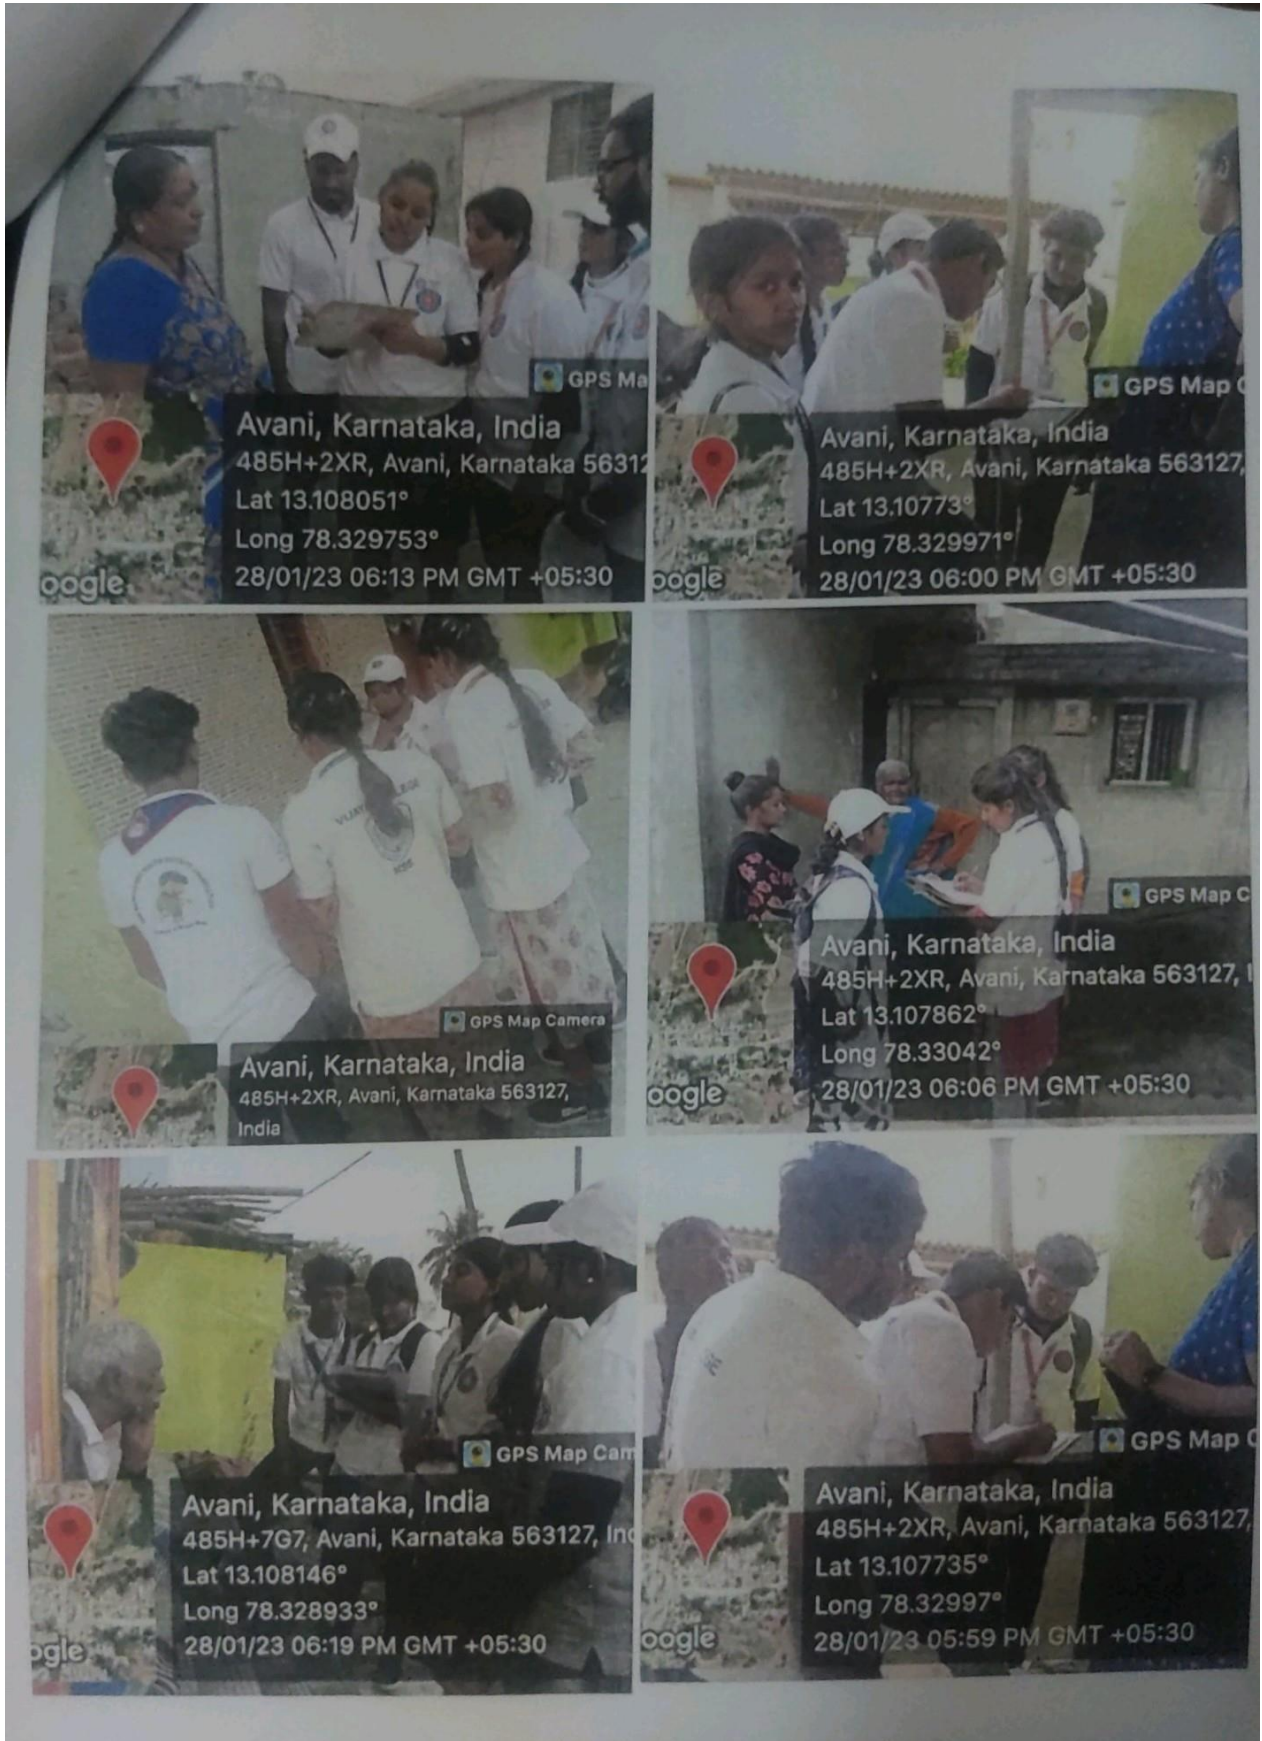 GPS Ma
Avani, Karnataka, India
485H+2XR, Avani, Karnataka 56312
Lat 13.108051°
Long 78.329753°
28/01/23 06:13 PM GMT +05:30
oogle
GPS Map C
Avani, Karnataka, India
485H+2XR, Avani, Karnataka 563127,
Lat 13.10773°
Long 78.329971°
28/01/23 06:00 PM GMT +05:30
oogle
GPS Map Camera
Avani, Karnataka, India
485H+2XR, Avani, Karnataka 563127,
India
GPS Map C
Avani, Karnataka, India
485H+2XR, Avani, Karnataka 563127, I
Lat 13.107862°
Long 78.33042°
28/01/23 06:06 PM GMT +05:30
oogle
GPS Map Cam
Avani, Karnataka, India
485H+7G7, Avani, Karnataka 563127, Ind
Lat 13.108146°
Long 78.328933°
28/01/23 06:19 PM GMT +05:30
ogle
GPS Map C
Avani, Karnataka, India
485H+2XR, Avani, Karnataka 563127,
Lat 13.107735°
Long 78.32997°
28/01/23 05:59 PM GMT +05:30
oogle